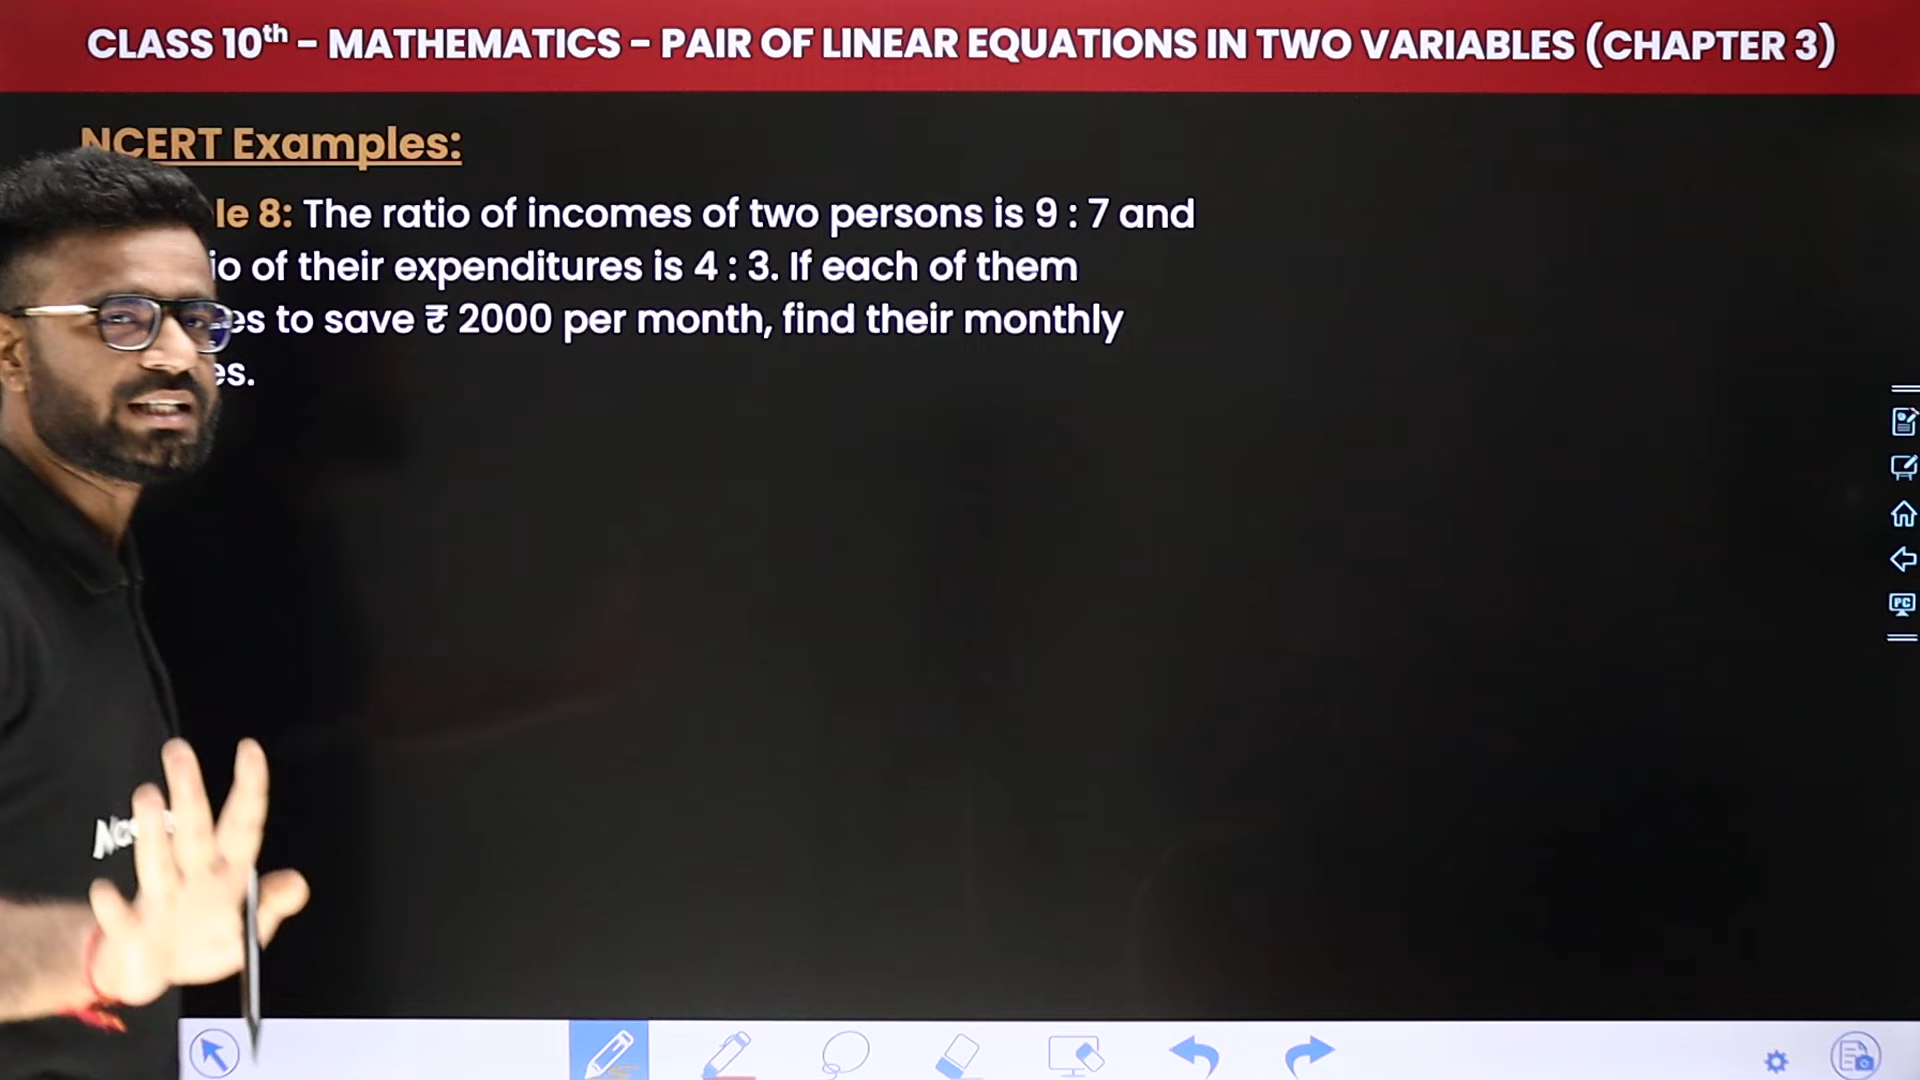 CLASS 10th - MATHEMATICS - PAIR OF LINEAR EQUATIONS IN TWO VARIABLES (CHAPTER 3)
NCERT Examples:
le 8: The ratio of incomes of two persons is 9 : 7 and
io of their expenditures is 4 : 3. If each of them
es to save ₹ 2000 per month, find their monthly
es.
PC